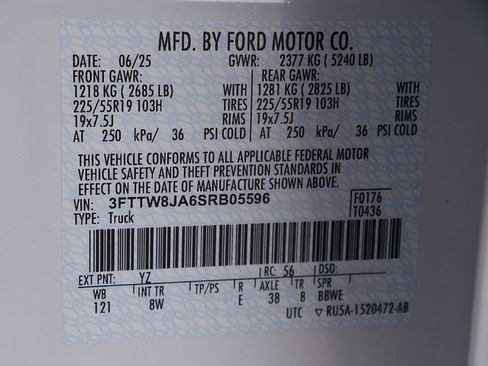 MFD. BY FORD MOTOR CO.
DATE: 06/25 GVWR: 2377 KG ( 5240 LB)
FRONT GAWR: REAR GAWR:
1218 KG ( 2685 LB) WITH 1281 KG ( 2825 LB) WITH
225/55R19 103H TIRES 225/55R19 103H TIRES
19x7.5J RIMS 19x7.5J RIMS
AT 250 kPa/ 36 PSI COLD AT 250 kPa/ 36 PSI COLD
THIS VEHICLE CONFORMS TO ALL APPLICABLE FEDERAL MOTOR
VEHICLE SAFETY AND THEFT PREVENTION STANDARDS IN
EFFECT ON THE DATE OF MANUFACTURE SHOWN ABOVE.
VIN: 3FTTW8JA6SRB05596 F0176
TYPE: Truck T0436
EXT PNT: YZ RC: 56 DSO:
WB INT TR TP/PS R AXLE TR SPR
121 8W E 38 8 BBWE
UTC ▽ RU5A-1520472-AB